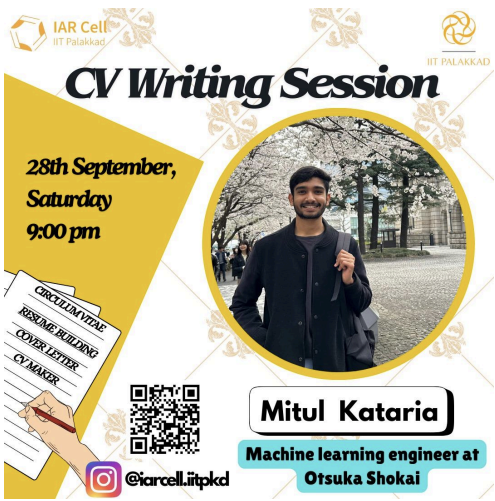 IAR Cell
IIT Palakkad
IIT PALAKKAD
CV Writing Session
28th September,
Saturday
9:00 pm
CIRCULUM VITAE
RESUME BUILDING
COVER LETTER
CV MAKER
Mitul Kataria
Machine learning engineer at
Otsuka Shokai
@iarcell.iitpkd